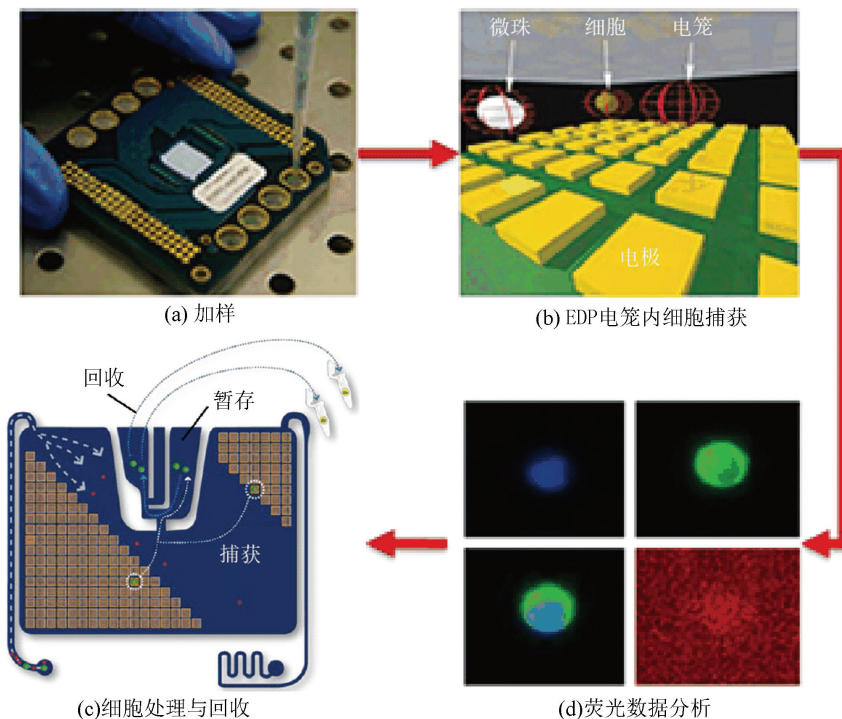 微珠 细胞 电笼
电极
(a) 加样
(b) EDP电笼内细胞捕获
回收
暂存
捕获
(c)细胞处理与回收
(d)荧光数据分析